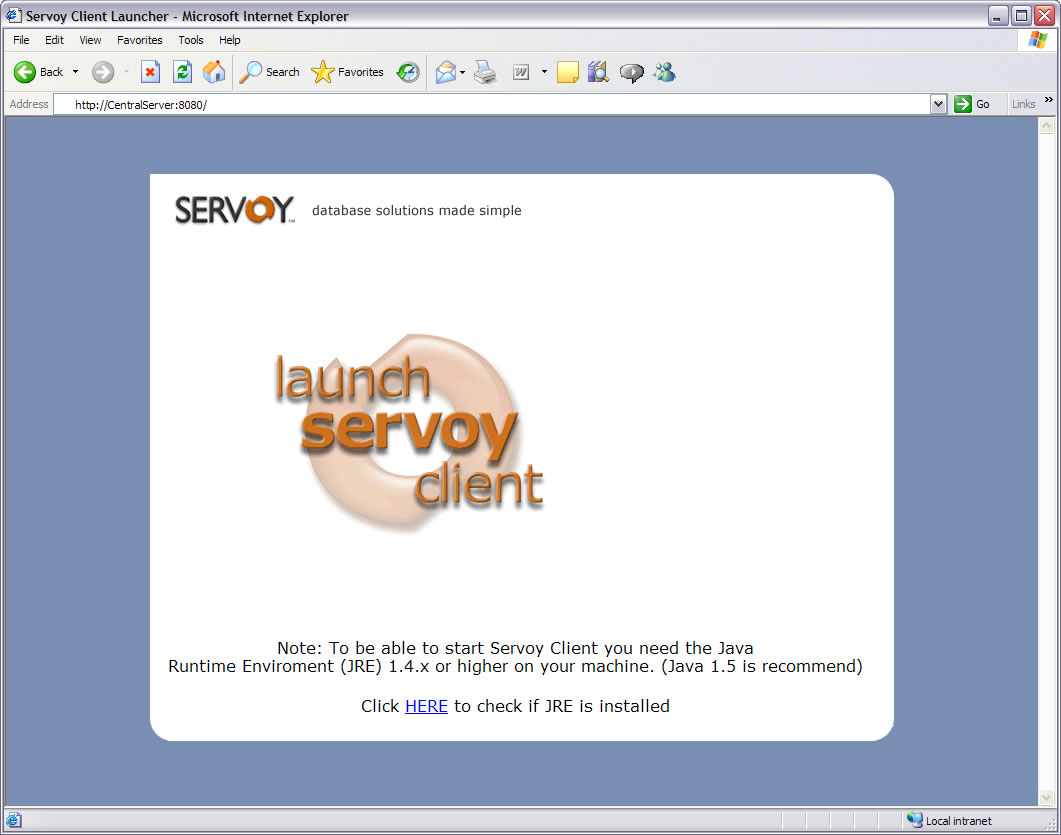 Servoy Client Launcher - Microsoft Internet Explorer
File Edit View Favorites Tools Help
Back Search Favorites W
Address http://CentralServer:8080/ Go Links »
SERVOY™ database solutions made simple
launch
servoy
client
Note: To be able to start Servoy Client you need the Java
Runtime Enviroment (JRE) 1.4.x or higher on your machine. (Java 1.5 is recommend)
Click HERE to check if JRE is installed
Local intranet